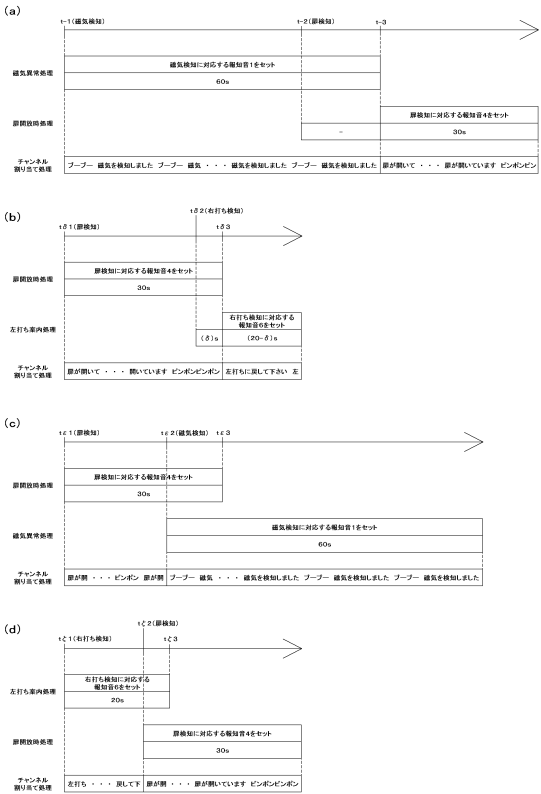 (a)
t-1(磁気検知)
t-2(扉検知)
t-3
磁気異常処理
磁気検知に対応する報知音1をセット
60s
扉開放時処理
扉検知に対応する報知音4をセット
-
30s
チャンネル
割り当て処理
ブーブー 磁気を検知しました ブーブー 磁気 ・・・ 磁気を検知しました ブーブー 磁気を検知しました
扉が開いて ・・・ 扉が開いています ピンポンピン
(b)
tδ2(右打ち検知)
tδ1(扉検知)
tδ3
扉開放時処理
扉検知に対応する報知音4をセット
30s
左打ち案内処理
右打ち検知に対応する
報知音6をセット
(δ)s
(20-δ)s
チャンネル
割り当て処理
扉が開いて ・・・ 開いています ピンポンピンポン
左打ちに戻して下さい 左
(c)
tε1(扉検知)
tε2(磁気検知)
tε3
扉開放時処理
扉検知に対応する報知音4をセット
30s
磁気異常処理
磁気検知に対応する報知音1をセット
60s
チャンネル
割り当て処理
扉が開 ・・・ ピンポン 扉が開
ブーブー 磁気 ・・・ 磁気を検知しました ブーブー 磁気を検知しました ブーブー 磁気を検知しました
(d)
tζ2(扉検知)
tζ1(右打ち検知)
tζ3
左打ち案内処理
右打ち検知に対応する
報知音6をセット
20s
扉開放時処理
扉検知に対応する報知音4をセット
30s
チャンネル
割り当て処理
左打ち ・・・ 戻して下
扉が開 ・・・ 扉が開いています ピンポンピンポン